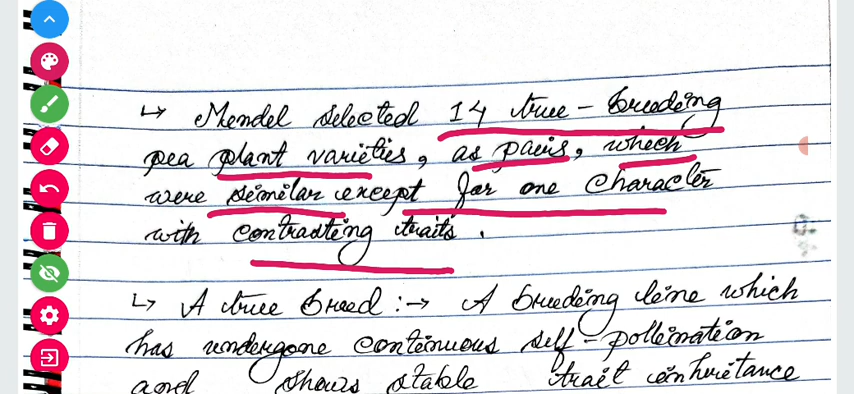 ↳ Mendel selected 14 true-breeding
pea plant varieties, as pairs, which
were similar except for one character
with contrasting traits.
↳ A true breed :→ A breeding line which
has undergone continuous self-pollination
and shows stable trait inheritance